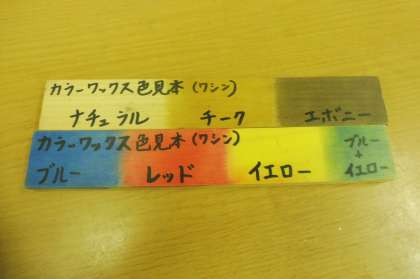 カラーワックス色見本(ワシン)
ナチュラル チーク エボニー
カラーワックス色見本(ワシン)
ブルー レッド イエロー ブルー+イエロー